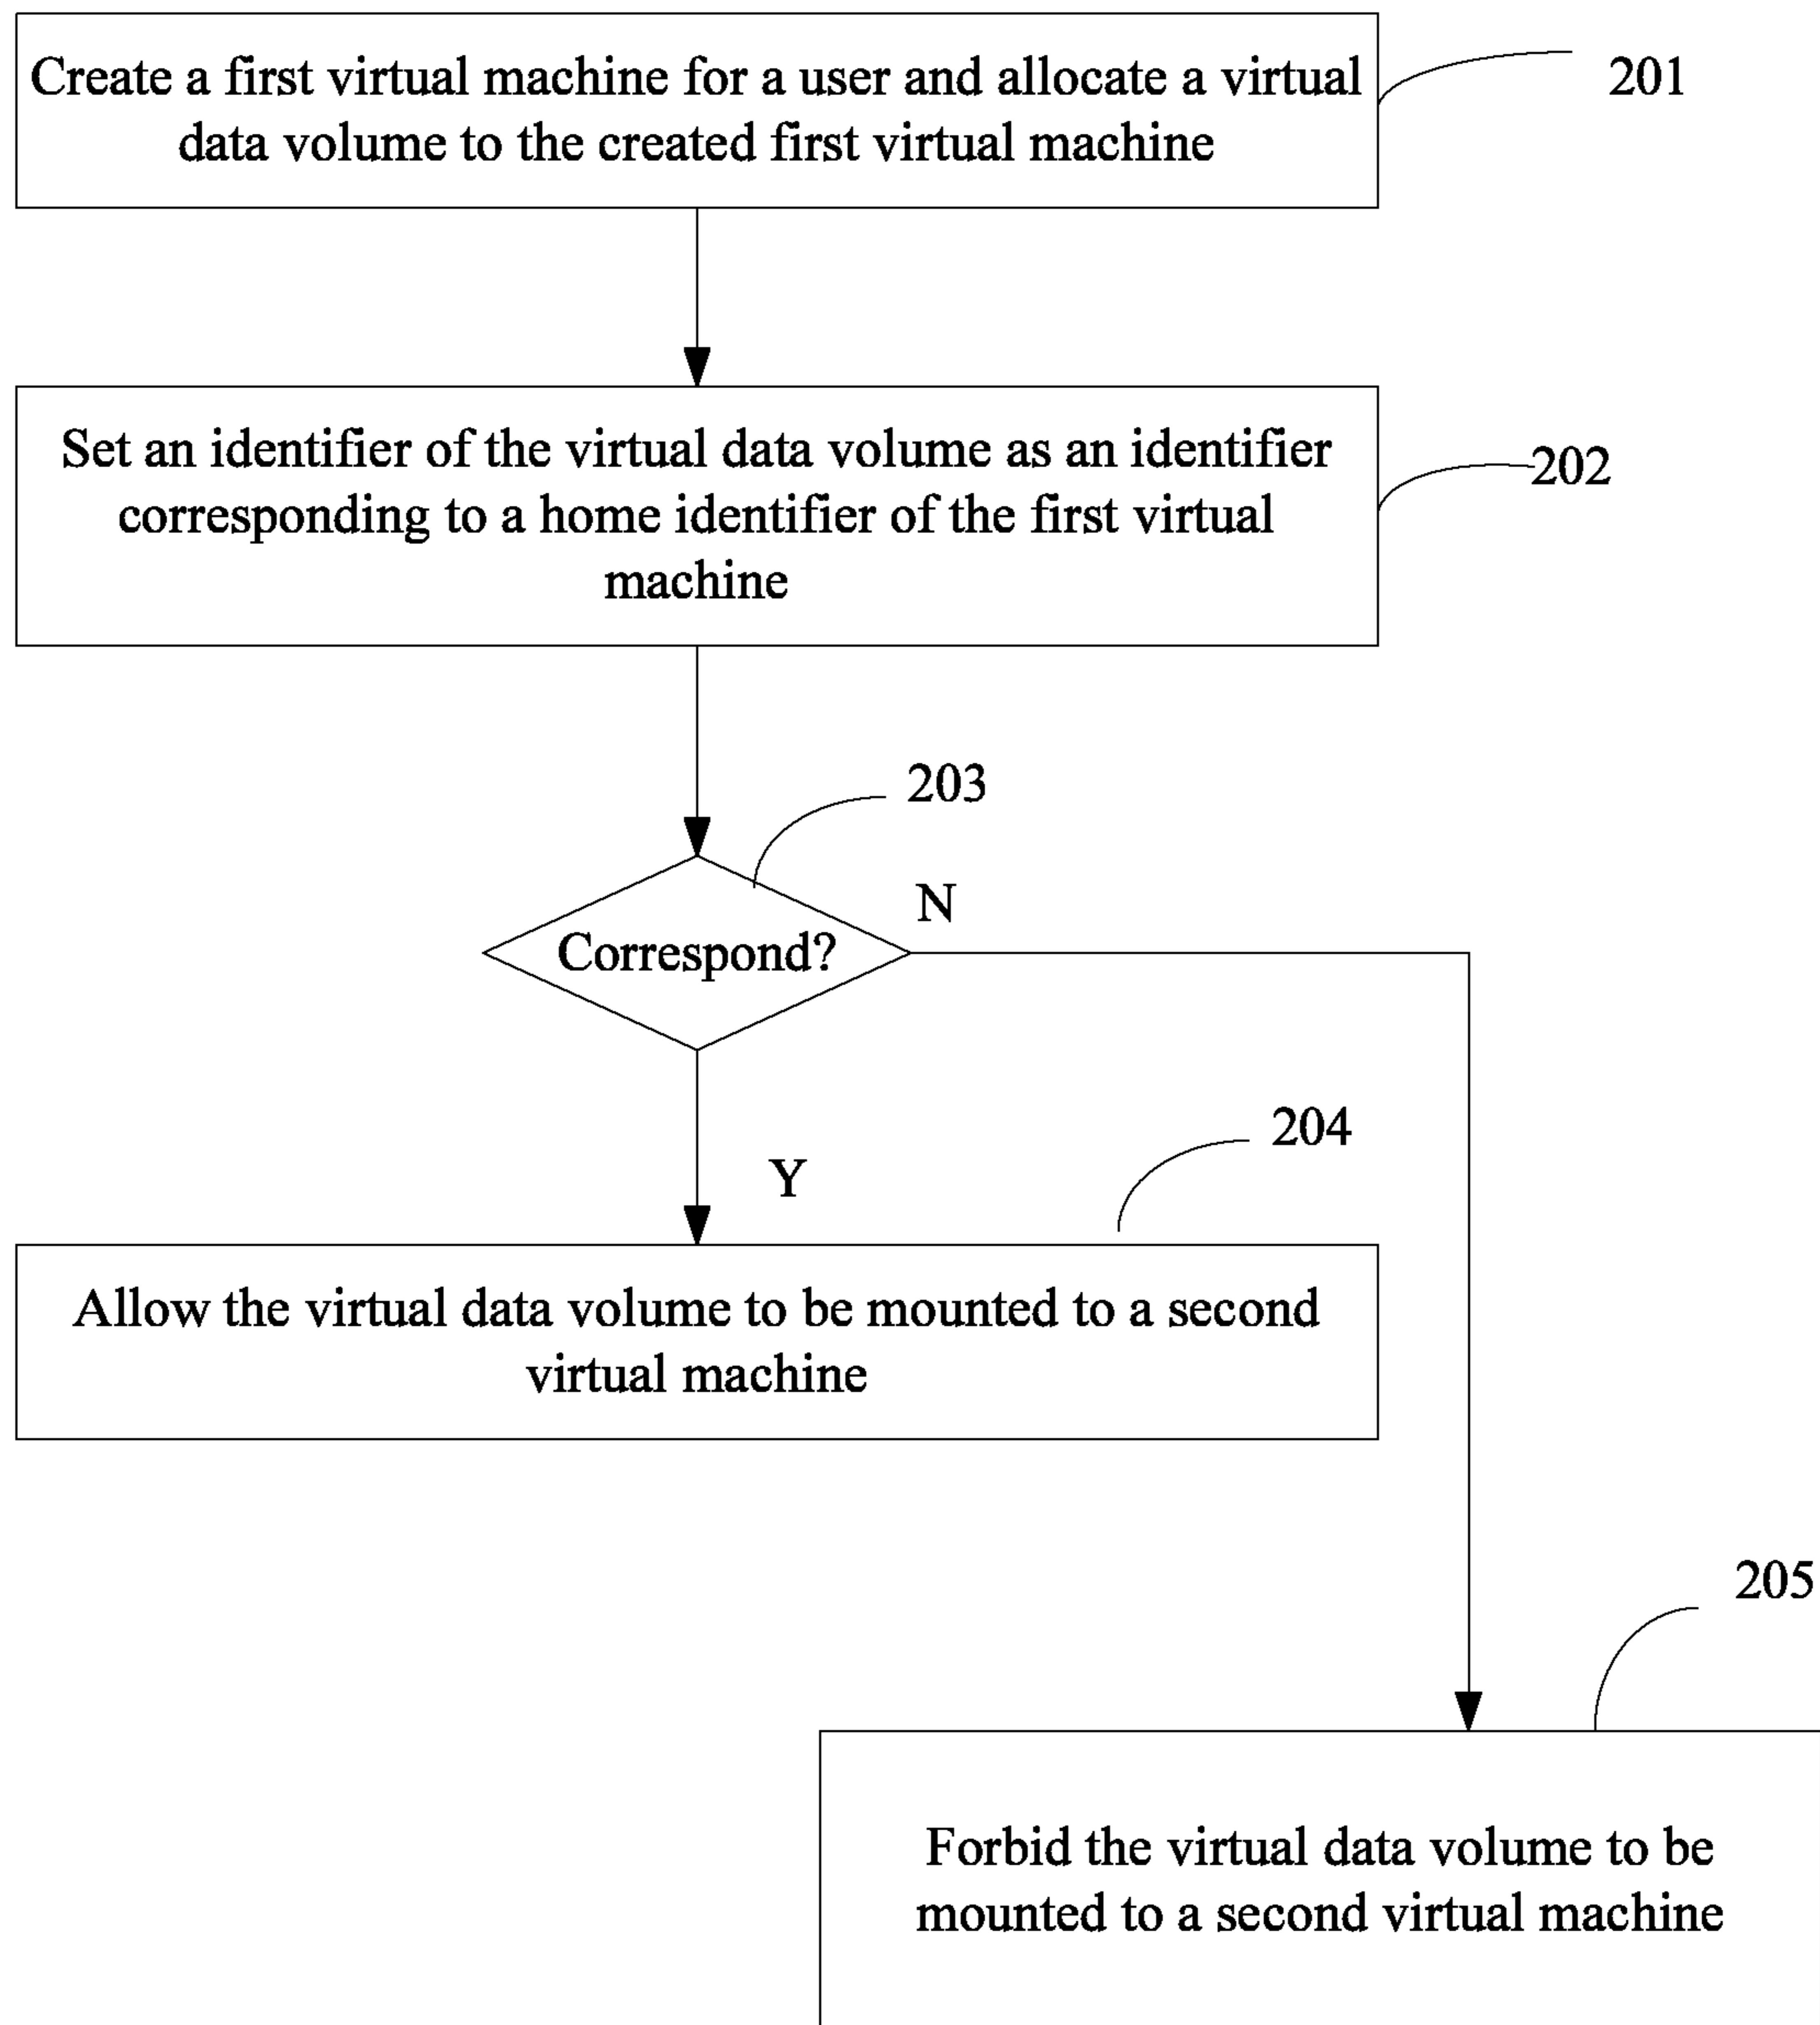 Create a first virtual machine for a user and allocate a virtual
data volume to the created first virtual machine
201
Set an identifier of the virtual data volume as an identifier
corresponding to a home identifier of the first virtual
machine
202
203
N
Correspond?
204
Y
Allow the virtual data volume to be mounted to a second
virtual machine
205
Forbid the virtual data volume to be
mounted to a second virtual machine